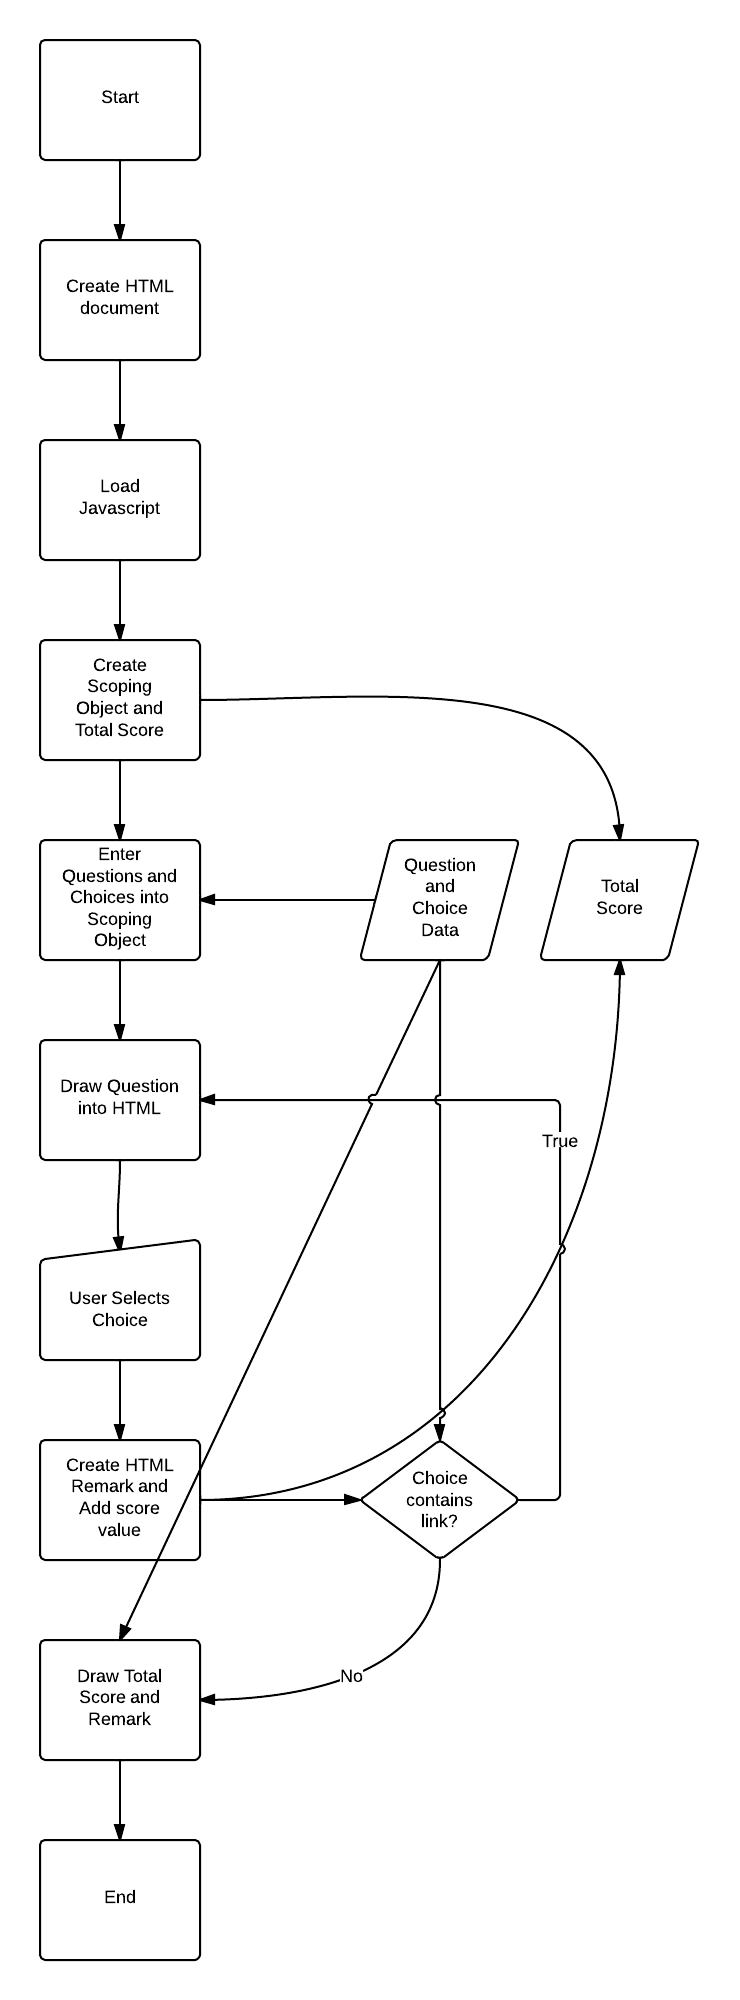 Start
Create HTML
document
Load
Javascript
Create
Scoping
Object and
Total Score
Enter
Questions and
Choices into
Scoping
Object
Question
and
Choice
Data
Total
Score
Draw Question
into HTML
True
User Selects
Choice
Create HTML
Remark and
Add score
value
Choice
contains
link?
No
Draw Total
Score and
Remark
End